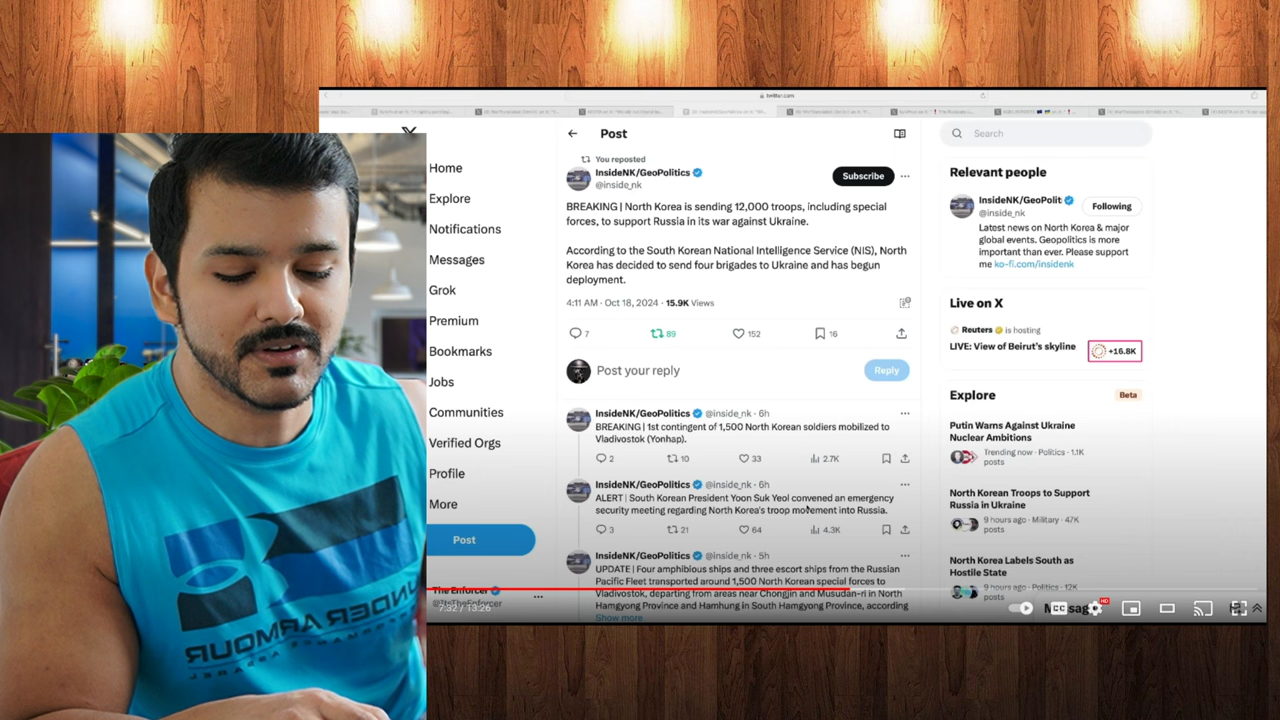 twitter.com
Home
Explore
Notifications
Messages
Grok
Premium
Bookmarks
Jobs
Communities
Verified Orgs
Profile
More
Post
The Enforcer
7:32 / 13:26
Post
You reposted
InsideNK/GeoPolitics
@inside_nk
Subscribe
BREAKING | North Korea is sending 12,000 troops, including special
forces, to support Russia in its war against Ukraine.
According to the South Korean National Intelligence Service (NIS), North
Korea has decided to send four brigades to Ukraine and has begun
deployment.
4:11 AM · Oct 18, 2024 · 15.9K Views
7 89 152 16
Post your reply
Reply
InsideNK/GeoPolitics @inside_nk · 6h
BREAKING | 1st contingent of 1,500 North Korean soldiers mobilized to
Vladivostok (Yonhap).
2 10 33 2.7K
InsideNK/GeoPolitics @inside_nk · 6h
ALERT | South Korean President Yoon Suk Yeol convened an emergency
security meeting regarding North Korea's troop movement into Russia.
3 21 64 4.3K
InsideNK/GeoPolitics @inside_nk · 5h
UPDATE | Four amphibious ships and three escort ships from the Russian
Pacific Fleet transported around 1,500 North Korean special forces to
Vladivostok, departing from areas near Chongjin and Musudan-ri in North
Hamgyong Province and Hamhung in South Hamgyong Province, according
Show more
Search
Relevant people
InsideNK/GeoPolit
@inside_nk
Following
Latest news on North Korea & major
global events. Geopolitics is more
important than ever. Please support
me ko-fi.com/insidenk
Live on X
Reuters is hosting
LIVE: View of Beirut's skyline
+16.8K
Explore
Beta
Putin Warns Against Ukraine
Nuclear Ambitions
Trending now · Politics · 1.1K
posts
North Korean Troops to Support
Russia in Ukraine
9 hours ago · Military · 47K
posts
North Korea Labels South as
Hostile State
9 hours ago · Politics · 12K
posts
CC
HD
UNDER ARMOUR